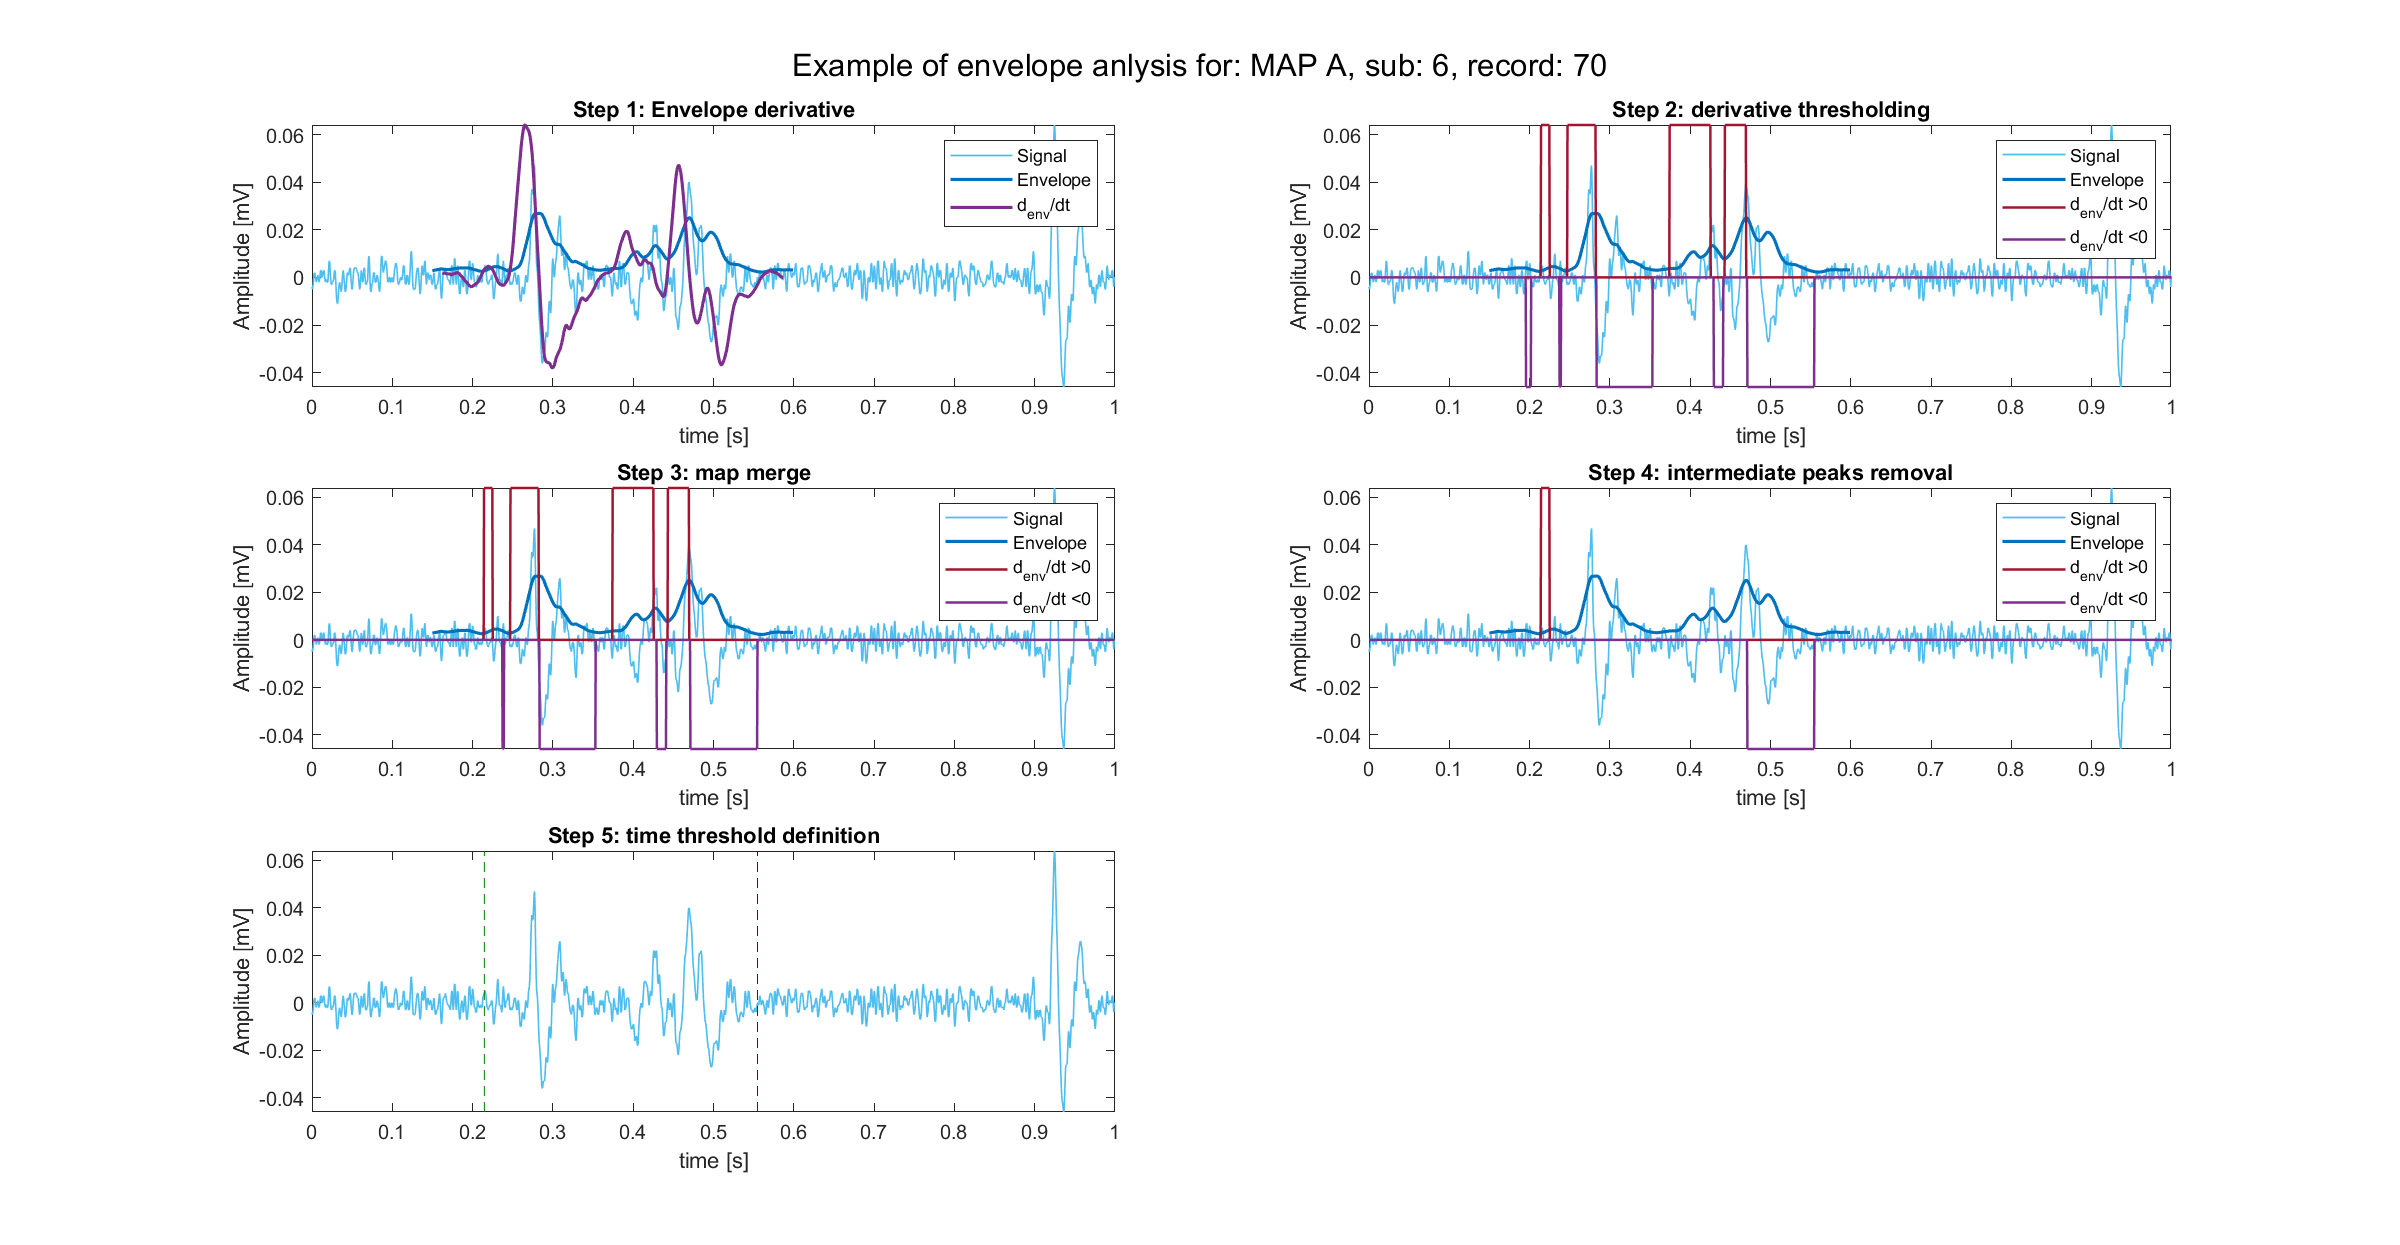 Example of envelope anlysis for: MAP A, sub: 6, record: 70
Step 1: Envelope derivative
0.06
0.04
0.02
0
-0.02
-0.04
Amplitude [mV]
Signal
Envelope
d_env/dt
0 0.1 0.2 0.3 0.4 0.5 0.6 0.7 0.8 0.9 1
time [s]
Step 2: derivative thresholding
0.06
0.04
0.02
0
-0.02
-0.04
Amplitude [mV]
Signal
Envelope
d_env/dt >0
d_env/dt <0
0 0.1 0.2 0.3 0.4 0.5 0.6 0.7 0.8 0.9 1
time [s]
Step 3: map merge
0.06
0.04
0.02
0
-0.02
-0.04
Amplitude [mV]
Signal
Envelope
d_env/dt >0
d_env/dt <0
0 0.1 0.2 0.3 0.4 0.5 0.6 0.7 0.8 0.9 1
time [s]
Step 4: intermediate peaks removal
0.06
0.04
0.02
0
-0.02
-0.04
Amplitude [mV]
Signal
Envelope
d_env/dt >0
d_env/dt <0
0 0.1 0.2 0.3 0.4 0.5 0.6 0.7 0.8 0.9 1
time [s]
Step 5: time threshold definition
0.06
0.04
0.02
0
-0.02
-0.04
Amplitude [mV]
0 0.1 0.2 0.3 0.4 0.5 0.6 0.7 0.8 0.9 1
time [s]